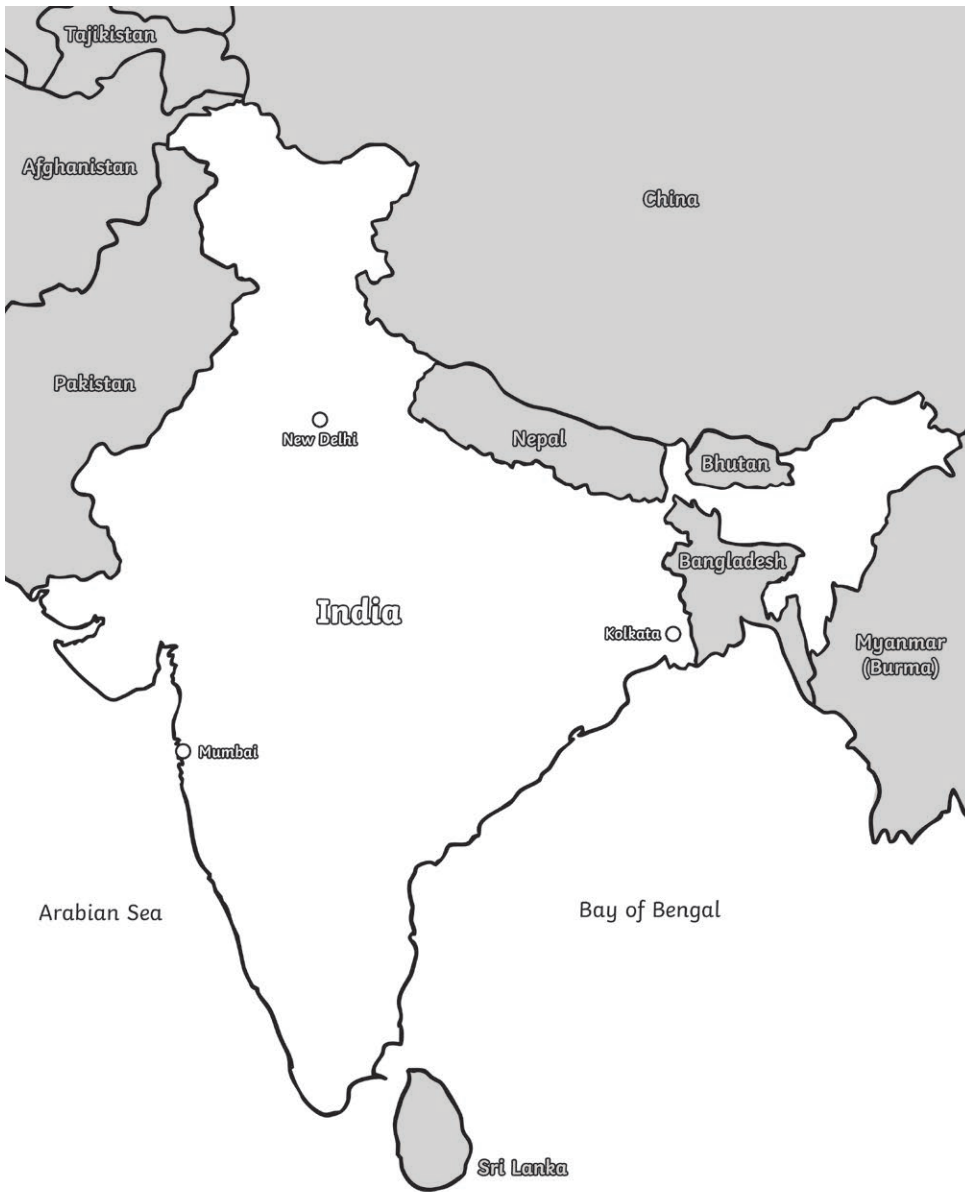 Tajikistan
Afghanistan
China
Pakistan
New Delhi
Nepal
Bhutan
Bangladesh
India
Kolkata
Myanmar
(Burma)
Mumbai
Arabian Sea
Bay of Bengal
Sri Lanka